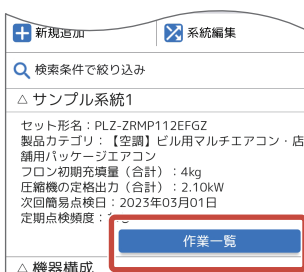 新規追加
系統編集
検索条件で絞り込み
△ サンプル系統1
セット形名：PLZ-ZRMP112EFGZ
製品カテゴリ：【空調】ビル用マルチエアコン・店
舗用パッケージエアコン
フロン初期充填量（合計）：4kg
圧縮機の定格出力（合計）：2.10kW
次回簡易点検日：2023年03月01日
定期点検頻度：
作業一覧
△ 機器構成